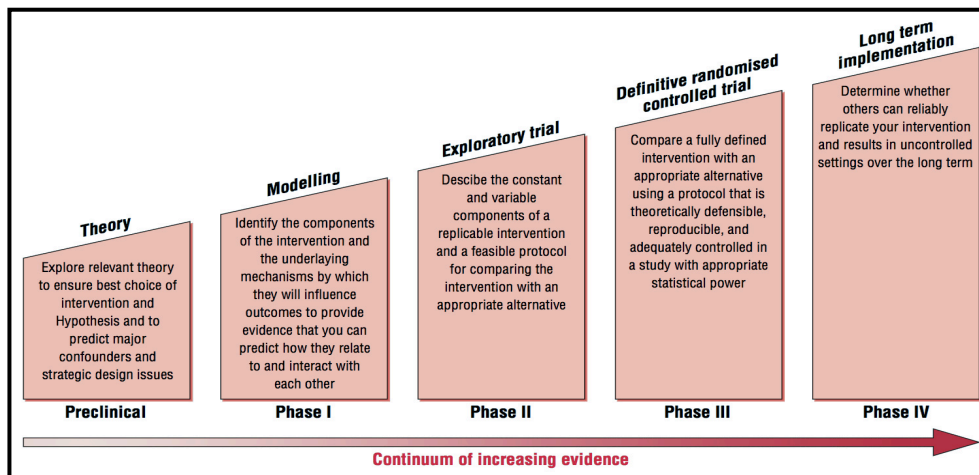 Theory
Explore relevant theory
to ensure best choice of
intervention and
Hypothesis and to
predict major
confounders and
strategic design issues
Preclinical
Modelling
Identify the components
of the intervention and
the underlaying
mechanisms by which
they will influence
outcomes to provide
evidence that you can
predict how they relate
to and interact with
each other
Phase I
Exploratory trial
Descibe the constant
and variable
components of a
replicable intervention
and a feasible protocol
for comparing the
intervention with an
appropriate alternative
Phase II
Definitive randomised
controlled trial
Compare a fully defined
intervention with an
appropriate alternative
using a protocol that is
theoretically defensible,
reproducible, and
adequately controlled in
a study with appropriate
statistical power
Phase III
Long term
implementation
Determine whether
others can reliably
replicate your intervention
and results in uncontrolled
settings over the long term
Phase IV
Continuum of increasing evidence